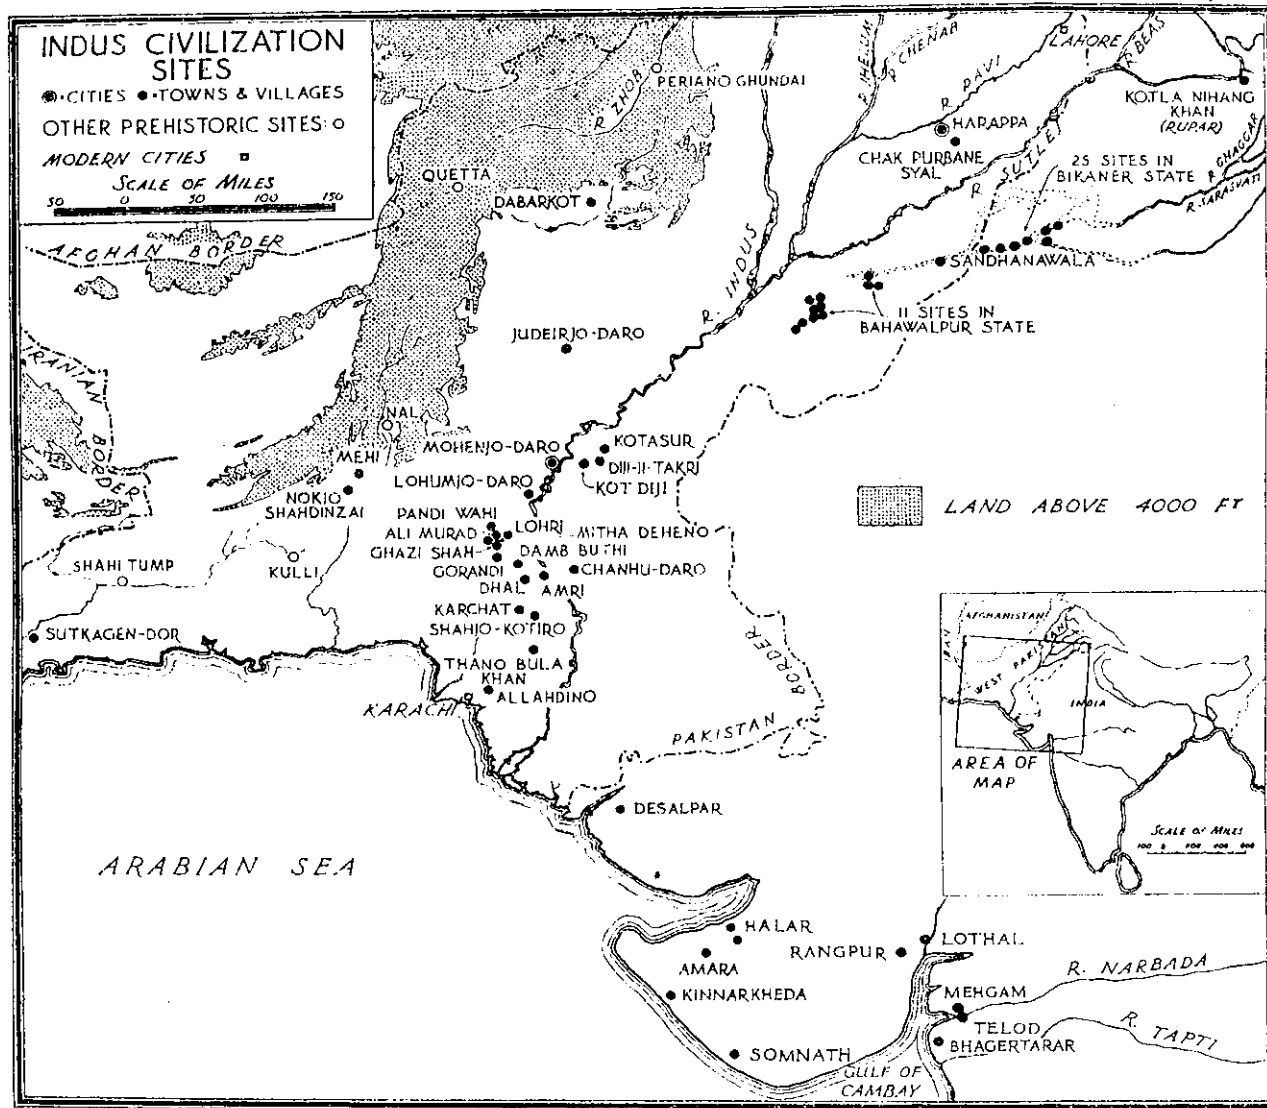 INDUS CIVILIZATION
SITES
CITIES • TOWNS & VILLAGES
OTHER PREHISTORIC SITES: o
MODERN CITIES
SCALE OF MILES
50 0 50 100 150
R. ZHOB
PERIANO GHUNDAI
R. JHELUM
R. CHENAB
R. RAVI
LAHORE
R. BEAS
KOTLA NIHANG
KHAN
(RUPAR)
HARAPPA
CHAK PURBANE
SYAL
R. SUTLEJ
25 SITES IN
BIKANER STATE
GHAGGAR
R. SARASVATI
QUETTA
DABARKOT
AFGHAN BORDER
SANDHANAWALA
R. INDUS
11 SITES IN
BAHAWALPUR STATE
JUDEIRJO-DARO
IRANIAN BORDER
NAL
MEHI
NOKJO
SHAHDINZAI
MOHENJO-DARO
KOTASUR
DIJI-JI-TAKRI
KOT DIJI
LOHUMJO-DARO
PANDI WAHI
ALI MURAD
LOHRI
MITHA DEHENO
GHAZI SHAH
DAMB BUTHI
GORANDI
CHANHU-DARO
DHAL
AMRI
LAND ABOVE 4000 FT
SHAHI TUMP
KULLI
KARCHAT
SHAHJO-KOTIRO
SUTKAGEN-DOR
THANO BULA
KHAN
ALLAHDINO
KARACHI
PAKISTAN BORDER
AFGHANISTAN
IRAN
WEST PAKISTAN
INDIA
AREA OF
MAP
SCALE OF MILES
DESALPAR
ARABIAN SEA
HALAR
AMARA
RANGPUR
LOTHAL
R. NARBADA
KINNARKHEDA
MEHGAM
TELOD
R. TAPTI
BHAGERTARAR
SOMNATH
GULF OF
CAMBAY